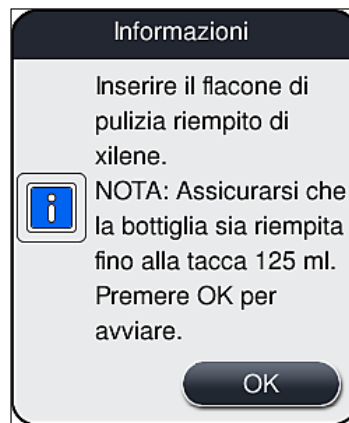 Informazioni
Inserire il flacone di
pulizia riempito di
xilene.
NOTA: Assicurarsi che
la bottiglia sia riempita
fino alla tacca 125 ml.
Premere OK per
avviare.
OK